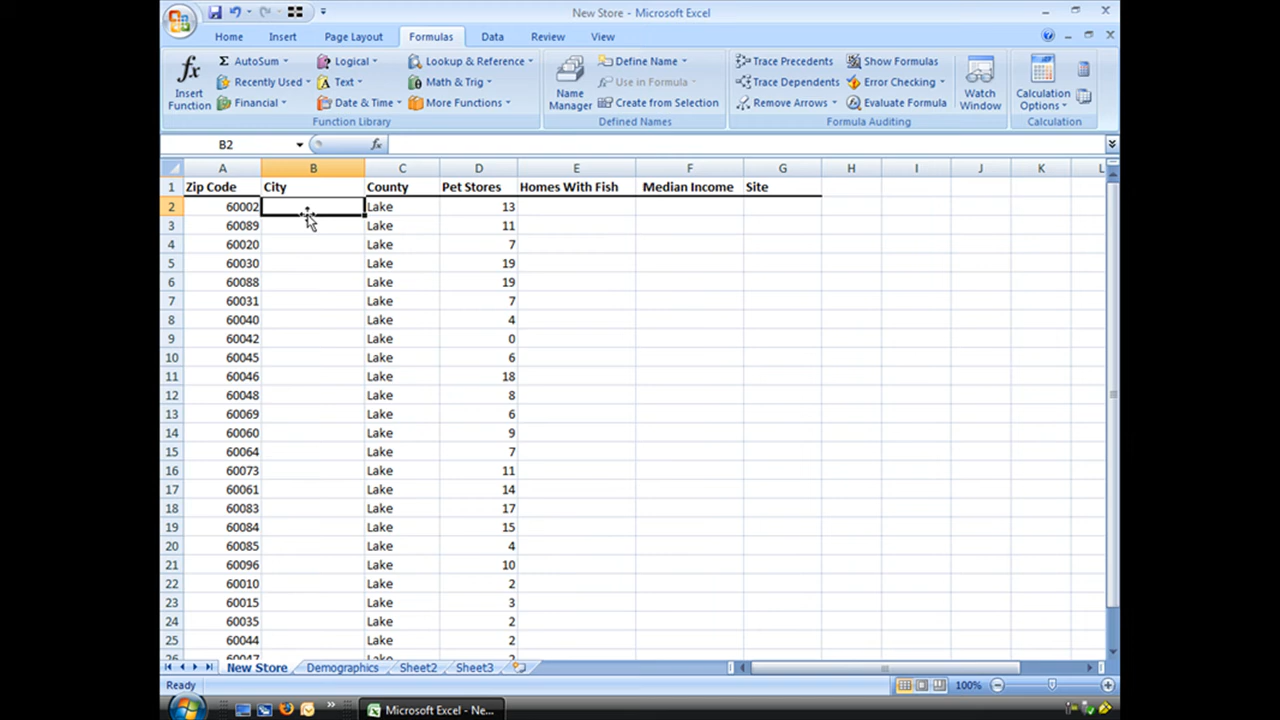 New Store - Microsoft Excel
Home Insert Page Layout Formulas Data Review View
fx Insert Function
Σ AutoSum
Recently Used
Financial
Logical
Text
Date & Time
Lookup & Reference
Math & Trig
More Functions
Function Library
Name Manager
Define Name
Use in Formula
Create from Selection
Defined Names
Trace Precedents
Trace Dependents
Remove Arrows
Show Formulas
Error Checking
Evaluate Formula
Formula Auditing
Watch Window
Calculation Options
Calculation
B2 fx
A B C D E F G H I J K L
1 Zip Code City County Pet Stores Homes With Fish Median Income Site
2 60002 Lake 13
3 60089 Lake 11
4 60020 Lake 7
5 60030 Lake 19
6 60088 Lake 19
7 60031 Lake 7
8 60040 Lake 4
9 60042 Lake 0
10 60045 Lake 6
11 60046 Lake 18
12 60048 Lake 8
13 60069 Lake 6
14 60060 Lake 9
15 60064 Lake 7
16 60073 Lake 11
17 60061 Lake 14
18 60083 Lake 17
19 60084 Lake 15
20 60085 Lake 4
21 60096 Lake 10
22 60010 Lake 2
23 60015 Lake 3
24 60035 Lake 2
25 60044 Lake 2
26 60047 Lake 2
New Store Demographics Sheet2 Sheet3
Ready 100%
Microsoft Excel - Ne...